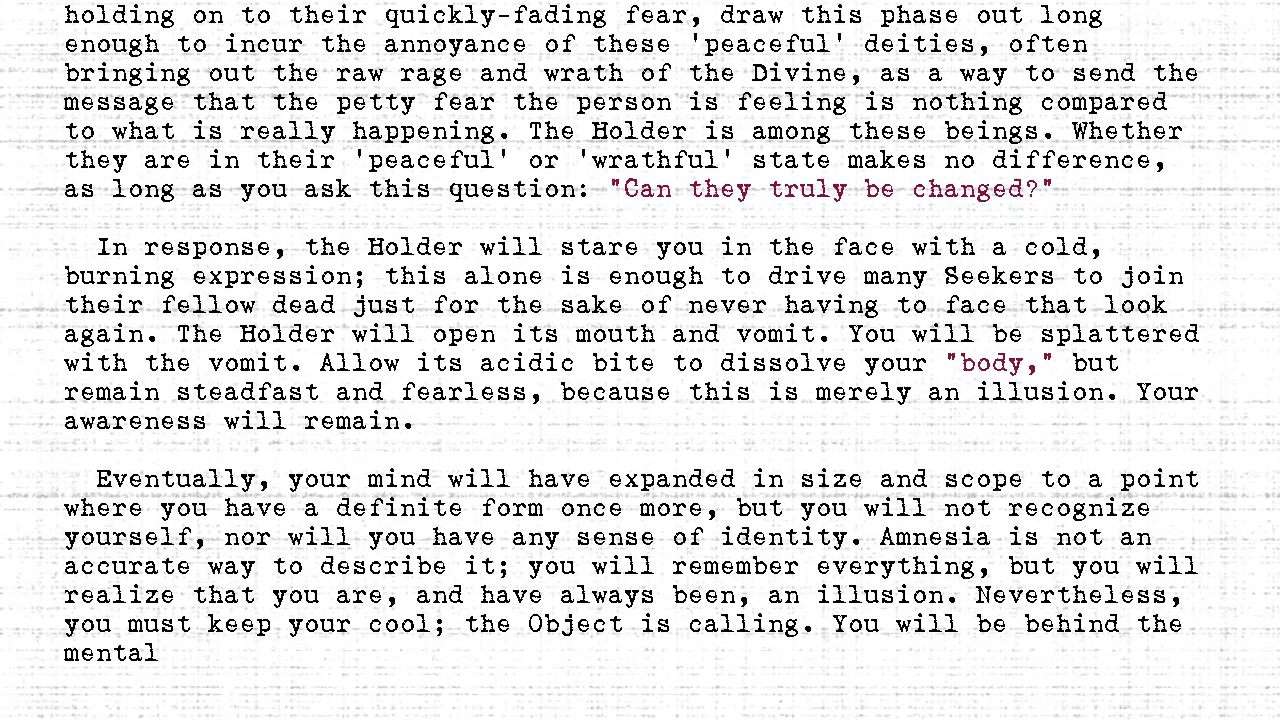 holding on to their quickly-fading fear, draw this phase out long
enough to incur the annoyance of these 'peaceful' deities, often
bringing out the raw rage and wrath of the Divine, as a way to send the
message that the petty fear the person is feeling is nothing compared
to what is really happening. The Holder is among these beings. Whether
they are in their 'peaceful' or 'wrathful' state makes no difference,
as long as you ask this question: "Can they truly be changed?"
In response, the Holder will stare you in the face with a cold,
burning expression; this alone is enough to drive many Seekers to join
their fellow dead just for the sake of never having to face that look
again. The Holder will open its mouth and vomit. You will be splattered
with the vomit. Allow its acidic bite to dissolve your "body," but
remain steadfast and fearless, because this is merely an illusion. Your
awareness will remain.
Eventually, your mind will have expanded in size and scope to a point
where you have a definite form once more, but you will not recognize
yourself, nor will you have any sense of identity. Amnesia is not an
accurate way to describe it; you will remember everything, but you will
realize that you are, and have always been, an illusion. Nevertheless,
you must keep your cool; the Object is calling. You will be behind the
mental